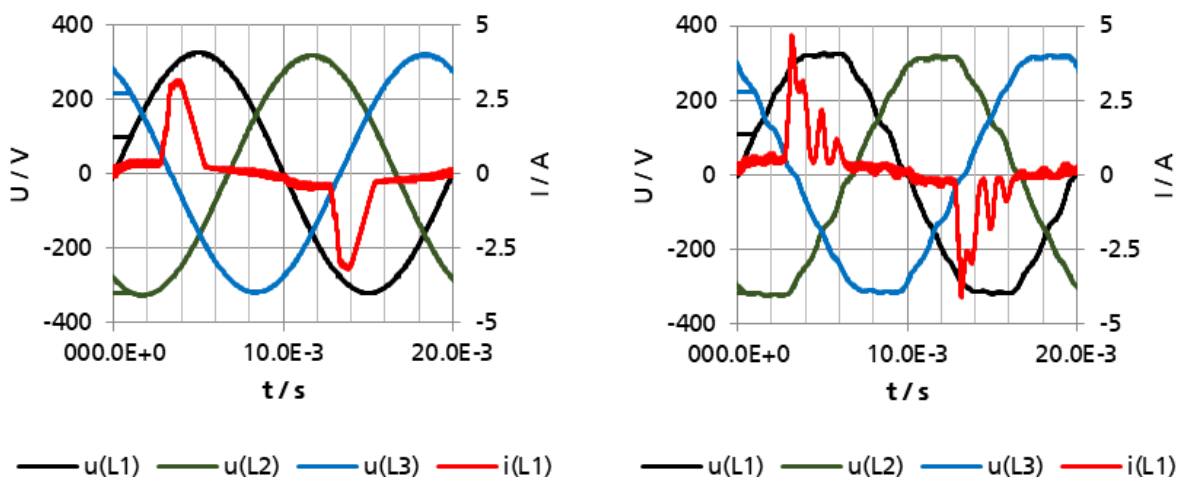 400
200
0
-200
-400
U / V
5
2.5
0
-2.5
-5
I / A
000.0E+0 10.0E-3 20.0E-3
t / s
u(L1) u(L2) u(L3) i(L1)
400
200
0
-200
-400
U / V
5
2.5
0
-2.5
-5
I / A
000.0E+0 10.0E-3 20.0E-3
t / s
u(L1) u(L2) u(L3) i(L1)